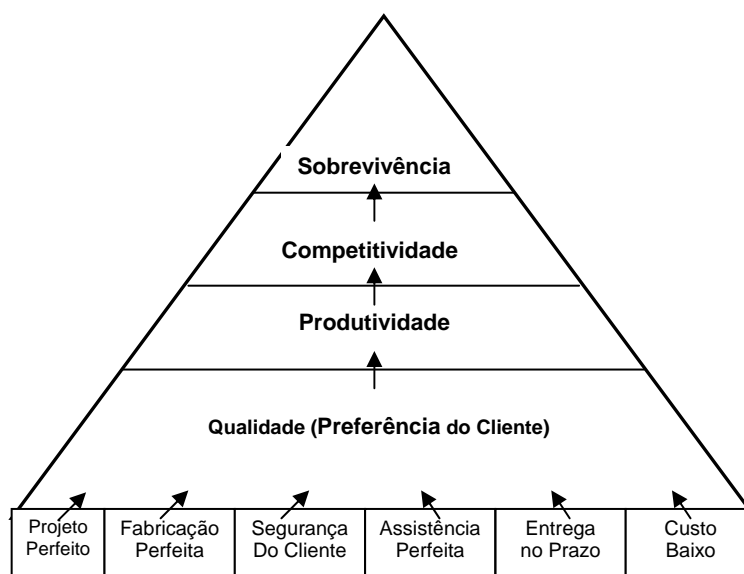 Sobrevivência
Competitividade
Produtividade
Qualidade (Preferência do Cliente)
Projeto
Perfeito
Fabricação
Perfeita
Segurança
Do Cliente
Assistência
Perfeita
Entrega
no Prazo
Custo
Baixo